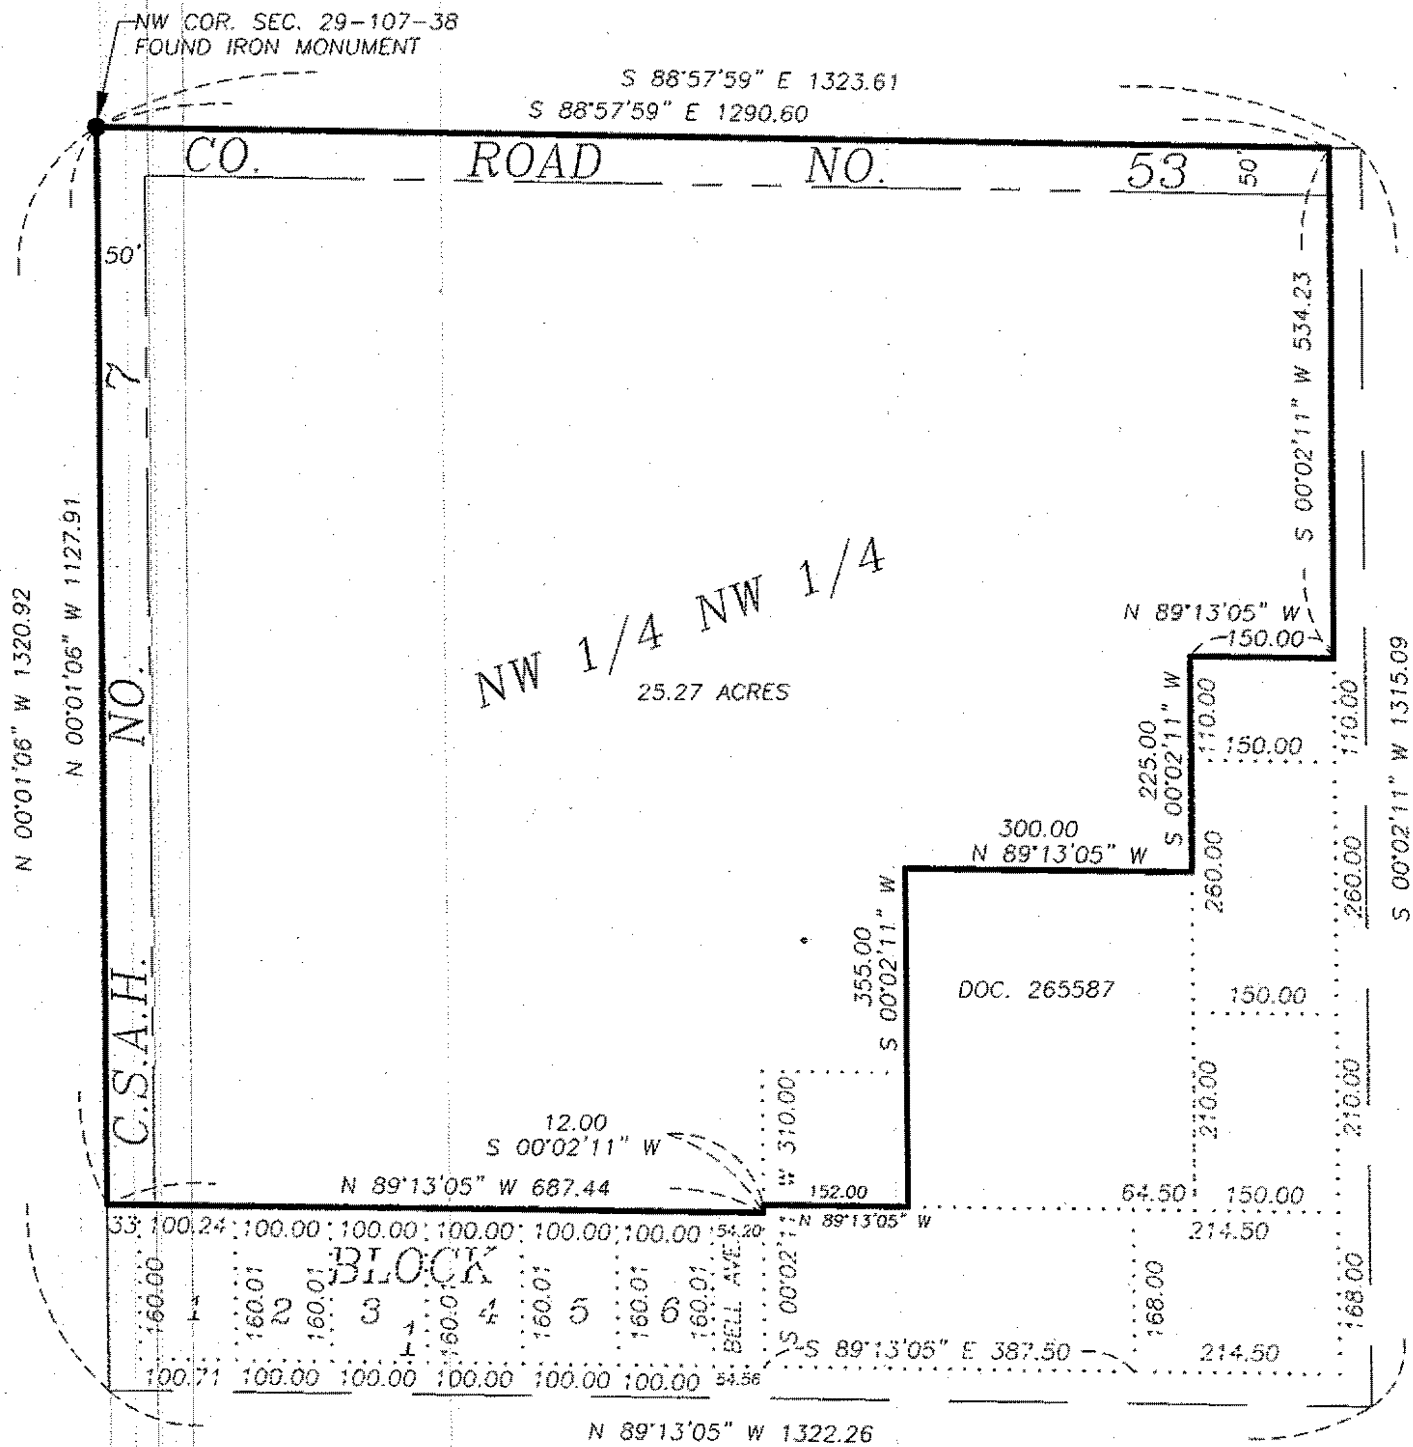 NW COR. SEC. 29-107-38
FOUND IRON MONUMENT
S 88°57'59" E 1323.61
S 88°57'59" E 1290.60
CO. ROAD NO. 53
50'
50'
C.S.A.H. NO. 7
N 00°01'06" W 1127.91
N 00°01'06" W 1320.92
S 00°02'11" W 534.23
NW 1/4 NW 1/4
25.27 ACRES
N 89°13'05" W
150.00
S 00°02'11" W 1315.09
225.00
S 00°02'11" W
110.00
150.00
110.00
300.00
N 89°13'05" W
260.00
260.00
355.00
S 00°02'11" W
DOC. 265587
150.00
210.00
210.00
12.00
S 00°02'11" W
S 00°02'11" W 310.00
N 89°13'05" W 687.44
152.00
N 89°13'05" W
64.50
150.00
33 100.24 100.00 100.00 100.00 100.00 100.00 54.20
214.50
BLOCK
1
160.00
1
160.01
2
160.01
3
160.01
4
160.01
5
160.01
6
160.01
BELL AVE.
168.00
168.00
S 89°13'05" E 387.50
214.50
100.71 100.00 100.00 100.00 100.00 100.00 54.56
N 89°13'05" W 1322.26